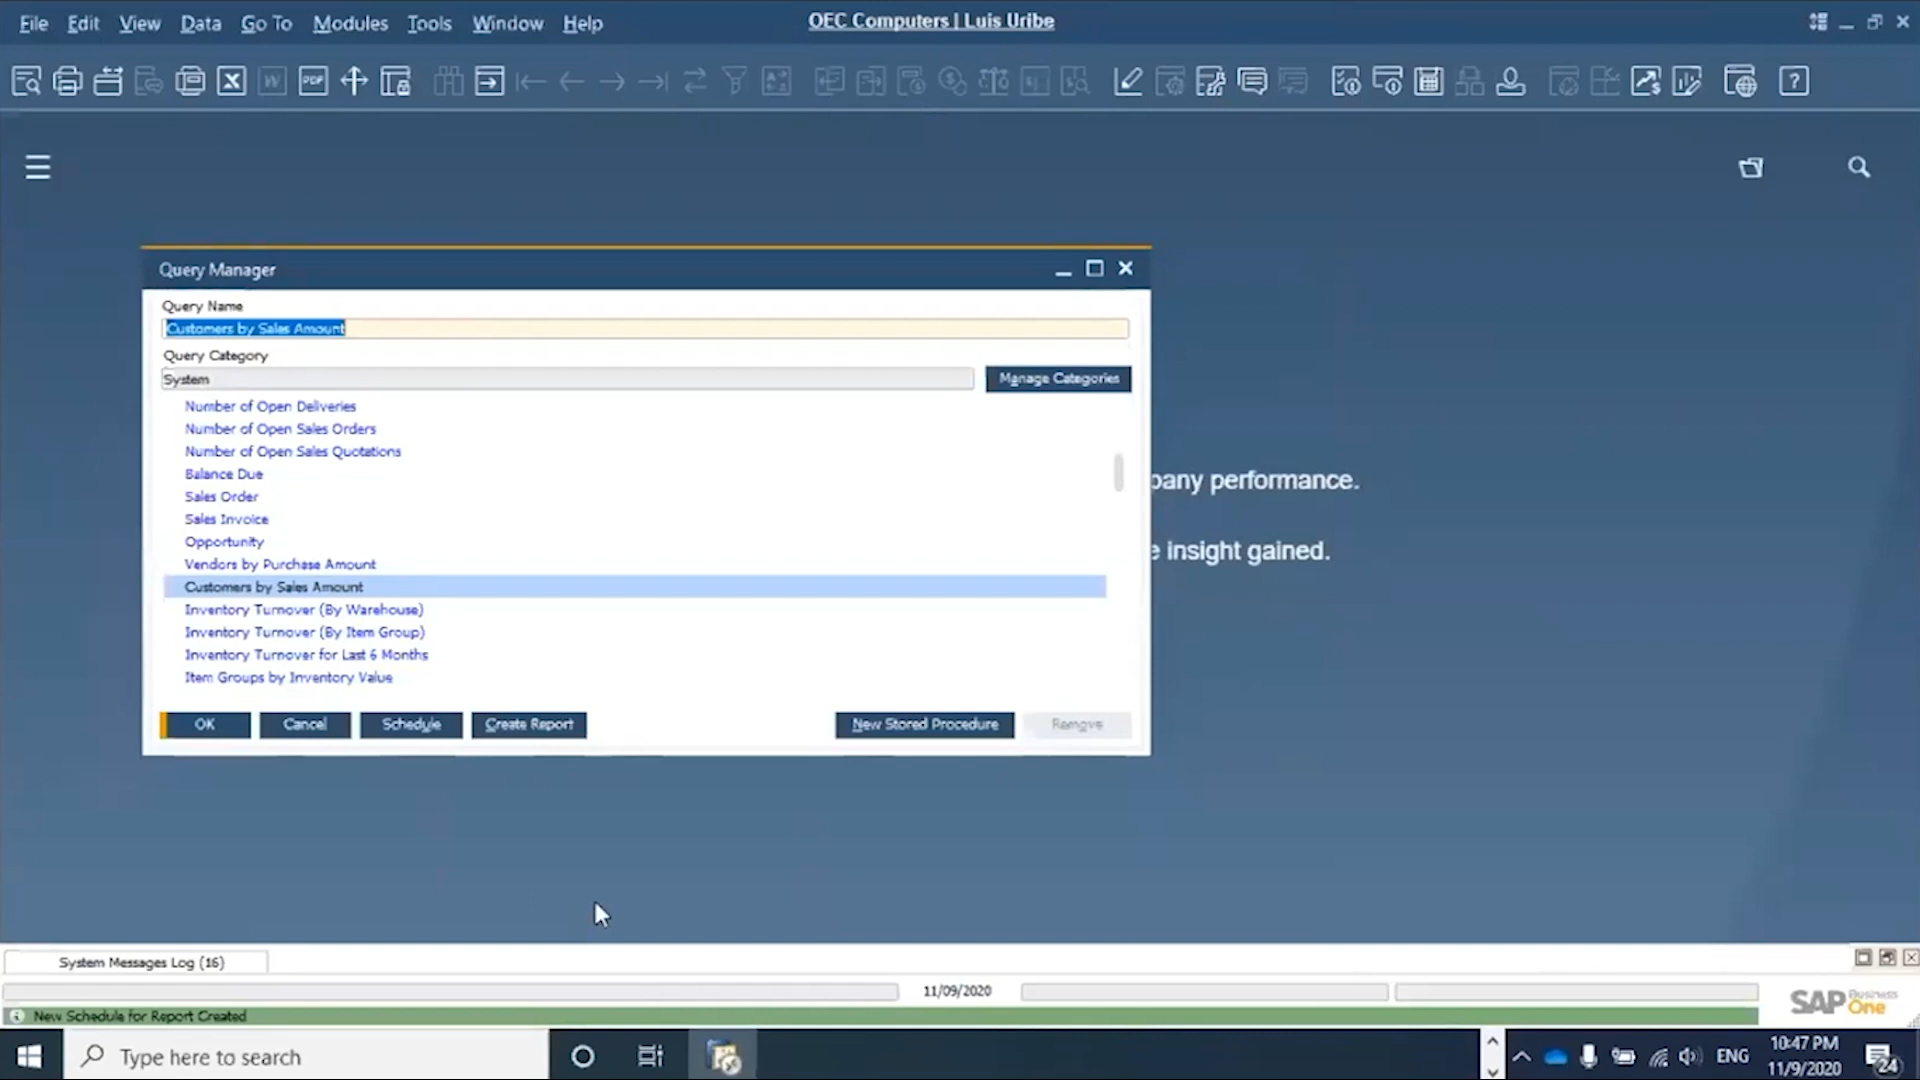 File Edit View Data Go To Modules Tools Window Help
OEC Computers | Luis Uribe
Query Manager
Query Name
Customers by Sales Amount
Query Category
System
Manage Categories
Number of Open Deliveries
Number of Open Sales Orders
Number of Open Sales Quotations
Balance Due
Sales Order
Sales Invoice
Opportunity
Vendors by Purchase Amount
Customers by Sales Amount
Inventory Turnover (By Warehouse)
Inventory Turnover (By Item Group)
Inventory Turnover for Last 6 Months
Item Groups by Inventory Value
OK Cancel Schedule Create Report New Stored Procedure Remove
pany performance.
e insight gained.
System Messages Log (16)
11/09/2020
New Schedule for Report Created
SAP Business One
Type here to search
ENG
10:47 PM
11/9/2020
24